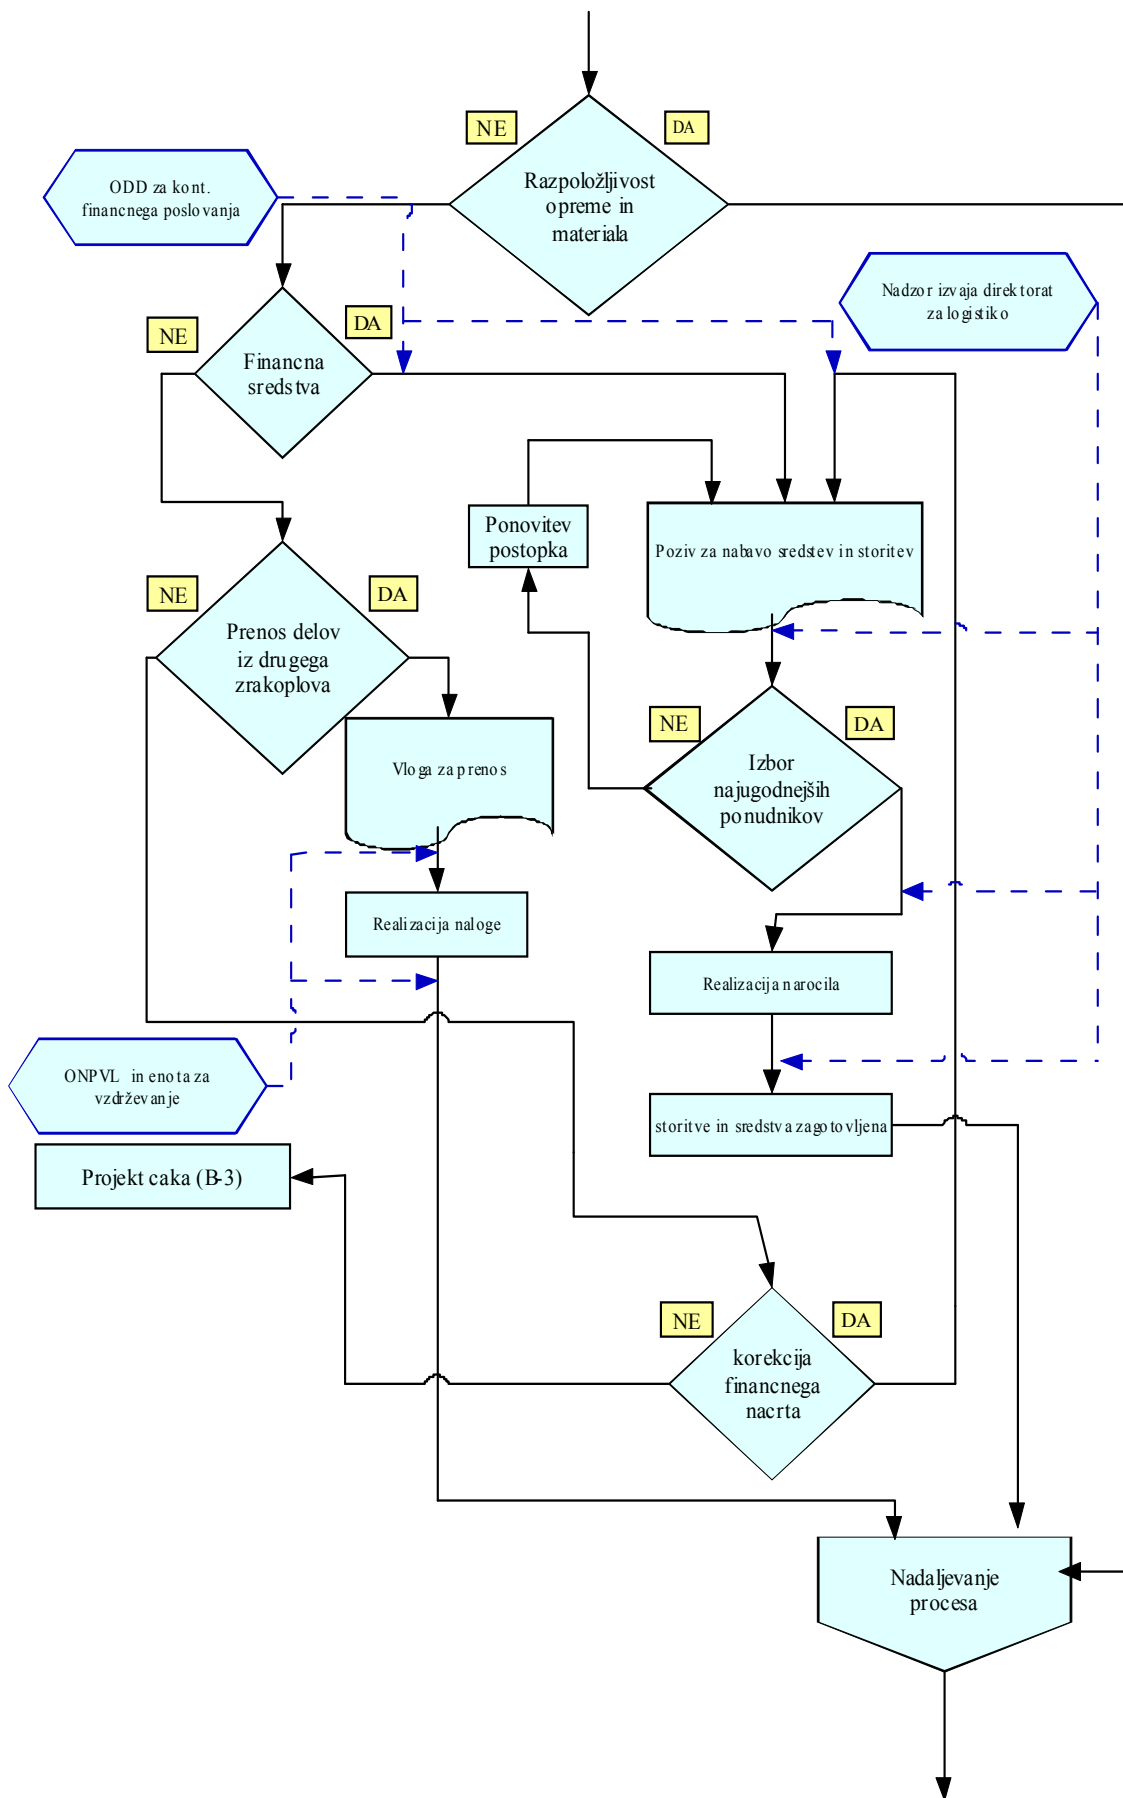 NE
DA
Razpoložljivost
opreme in
materiala
ODD za kont.
financnega poslovanja
Nadzor izvaja direktorat
za logistiko
NE
DA
Financna
sredstva
Ponovitev
postopka
Poziv za nabavo sredstev in storitev
NE
DA
Prenos delov
iz drugega
zrakoplova
NE
DA
Vloga za prenos
Izbor
najugodnejših
ponudnikov
Realizacija naloge
Realizacija narocila
ONPVL in enota za
vzdrževanje
storitve in sredstva zagotovljena
Projekt caka (B-3)
NE
DA
korekcija
financnega
nacrta
Nadaljevanje
procesa